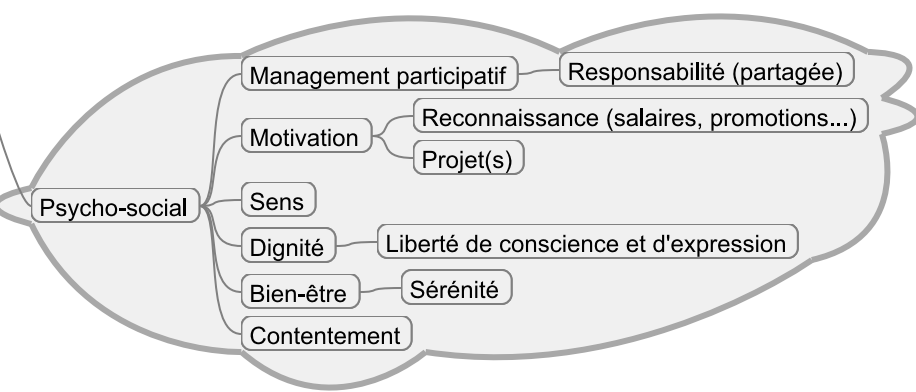 Management participatif
Responsabilité (partagée)
Reconnaissance (salaires, promotions...)
Motivation
Projet(s)
Psycho-social
Sens
Dignité
Liberté de conscience et d'expression
Bien-être
Sérénité
Contentement